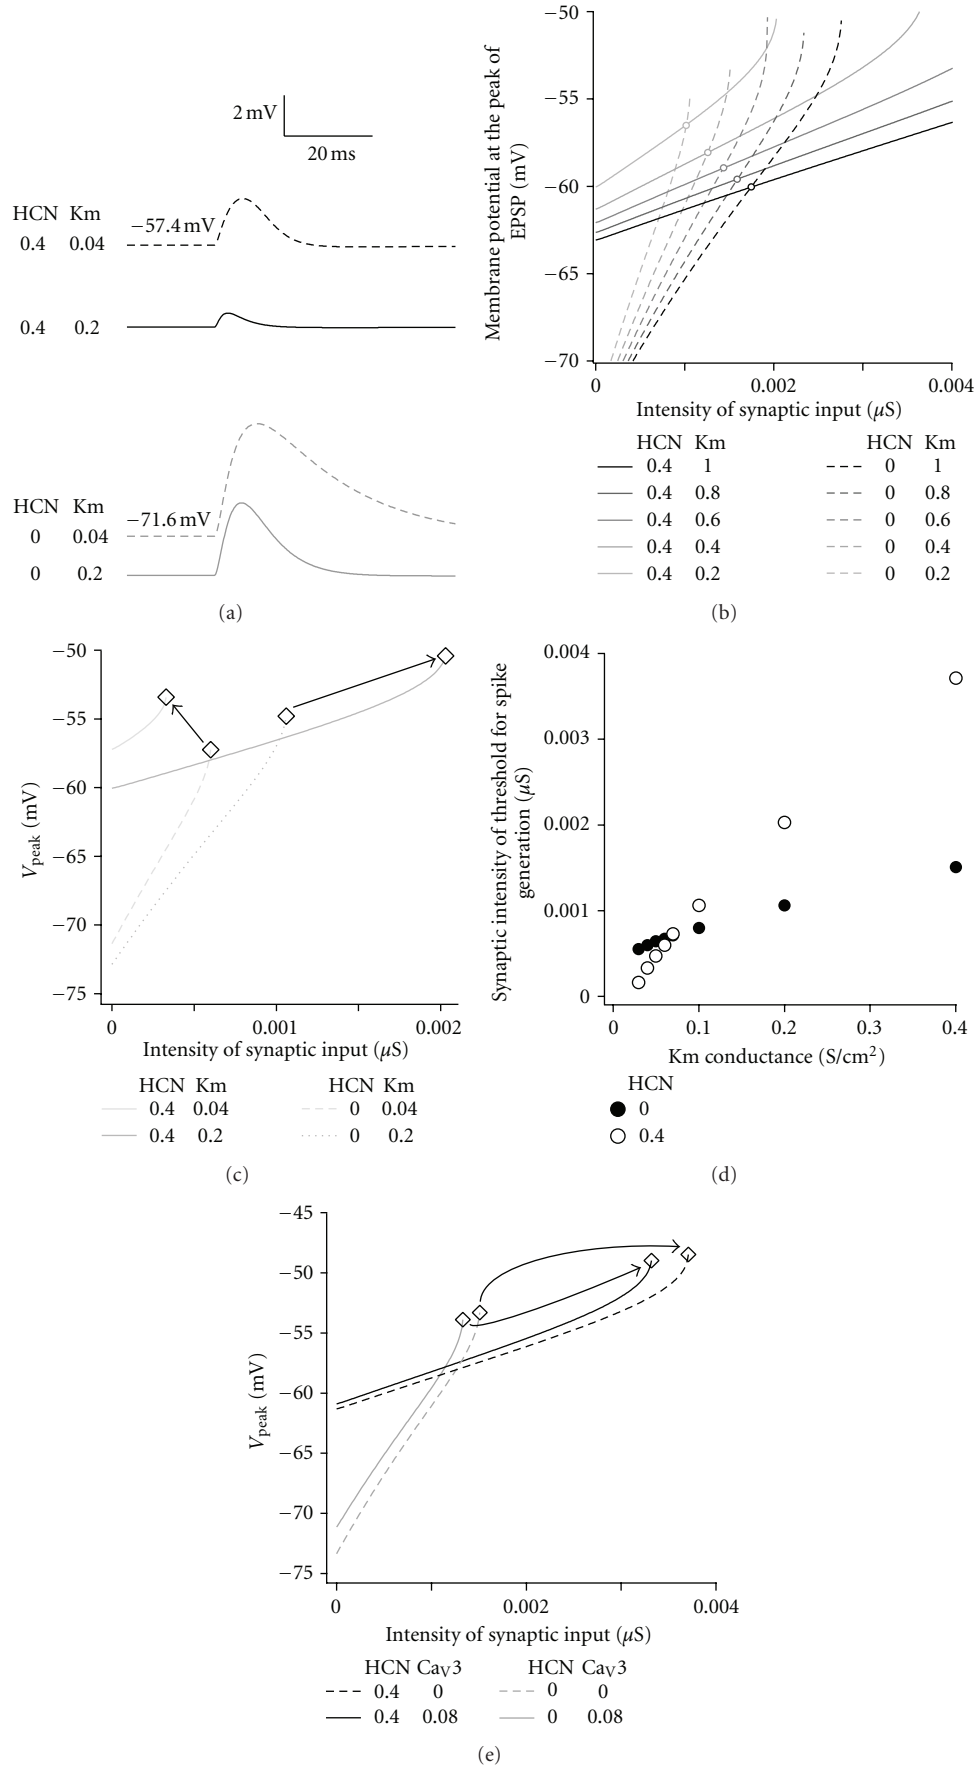 2 mV
20 ms
HCN Km
0.4 0.04
−57.4 mV
0.4 0.2
HCN Km
0 0.04
−71.6 mV
0 0.2
(a)
Membrane potential at the peak of
EPSP (mV)
−50
−55
−60
−65
−70
0 0.002 0.004
Intensity of synaptic input (μS)
HCN Km HCN Km
0.4 1 0 1
0.4 0.8 0 0.8
0.4 0.6 0 0.6
0.4 0.4 0 0.4
0.4 0.2 0 0.2
(b)
Vpeak (mV)
−50
−55
−60
−65
−70
−75
0 0.001 0.002
Intensity of synaptic input (μS)
HCN Km HCN Km
0.4 0.04 0 0.04
0.4 0.2 0 0.2
(c)
Synaptic intensity of threshold for spike
generation (μS)
0.004
0.003
0.002
0.001
0
0 0.1 0.2 0.3 0.4
Km conductance (S/cm²)
HCN
0
0.4
(d)
Vpeak (mV)
−45
−50
−55
−60
−65
−70
−75
0 0.002 0.004
Intensity of synaptic input (μS)
HCN CaV3 HCN CaV3
0.4 0 0 0
0.4 0.08 0 0.08
(e)